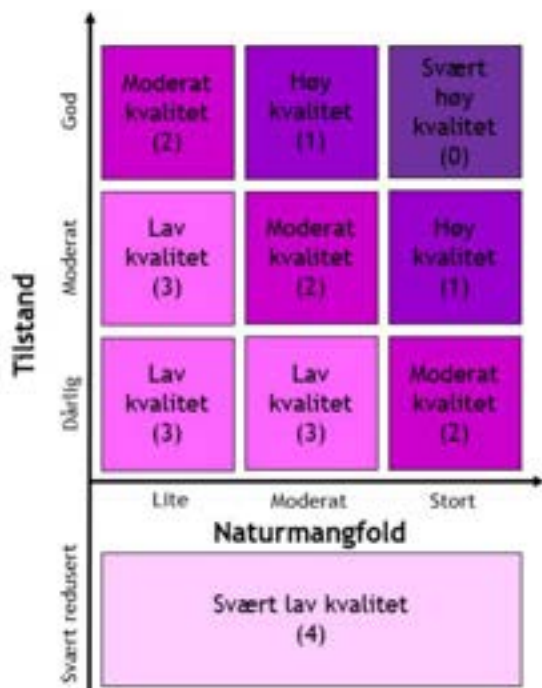 Tilstand
God
Moderat
kvalitet
(2)
Høy
kvalitet
(1)
Svært
høy
kvalitet
(0)
Moderat
Lav
kvalitet
(3)
Moderat
kvalitet
(2)
Høy
kvalitet
(1)
Dårlig
Lav
kvalitet
(3)
Lav
kvalitet
(3)
Moderat
kvalitet
(2)
Lite
Moderat
Stort
Naturmangfold
Svært redusert
Svært lav kvalitet
(4)